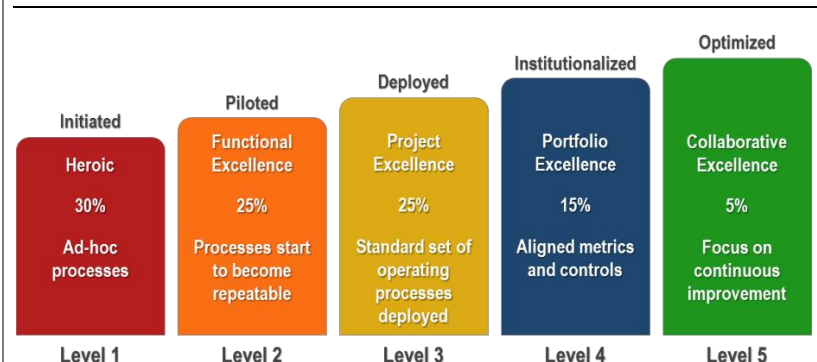 Initiated
Heroic
30%
Ad-hoc
processes
Level 1
Piloted
Functional
Excellence
25%
Processes start
to become
repeatable
Level 2
Deployed
Project
Excellence
25%
Standard set of
operating
processes
deployed
Level 3
Institutionalized
Portfolio
Excellence
15%
Aligned metrics
and controls
Level 4
Optimized
Collaborative
Excellence
5%
Focus on
continuous
improvement
Level 5